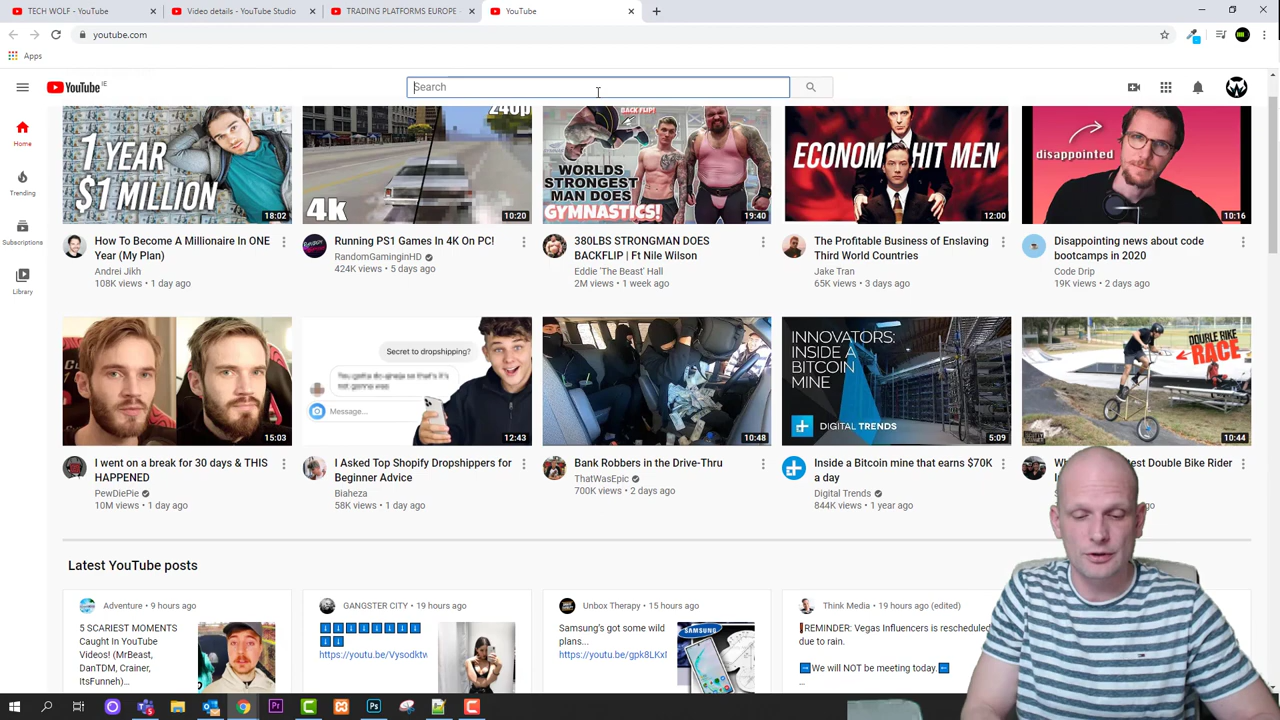 TECH WOLF - YouTube
Video details - YouTube Studio
TRADING PLATFORMS EUROPE -
YouTube
youtube.com
Apps
YouTube IE
Search
Home
Trending
Subscriptions
Library
1 YEAR
$1 MILLION
18:02
240p
4k
10:20
BACK FLIP!
WORLDS
STRONGEST
MAN DOES
GYMNASTICS!
19:40
ECONOMIC HIT MEN
12:00
disappointed
10:16
How To Become A Millionaire In ONE
Year (My Plan)
Andrei Jikh
108K views • 1 day ago
Running PS1 Games In 4K On PC!
RandomGaminginHD
424K views • 5 days ago
380LBS STRONGMAN DOES
BACKFLIP | Ft Nile Wilson
Eddie 'The Beast' Hall
2M views • 1 week ago
The Profitable Business of Enslaving
Third World Countries
Jake Tran
65K views • 3 days ago
Disappointing news about code
bootcamps in 2020
Code Drip
19K views • 2 days ago
15:03
Secret to dropshipping?
Message...
12:43
10:48
INNOVATORS:
INSIDE A
BITCOIN
MINE
DIGITAL TRENDS
5:09
DOUBLE BIKE
RACE
10:44
I went on a break for 30 days & THIS
HAPPENED
PewDiePie
10M views • 1 day ago
I Asked Top Shopify Dropshippers for
Beginner Advice
Biaheza
58K views • 1 day ago
Bank Robbers in the Drive-Thru
ThatWasEpic
700K views • 2 days ago
Inside a Bitcoin mine that earns $70K
a day
Digital Trends
844K views • 1 year ago
Double Bike Rider
ago
Latest YouTube posts
Adventure • 9 hours ago
5 SCARIEST MOMENTS
Caught In YouTube
Videos! (MrBeast,
DanTDM, Crainer,
ItsFunneh)...
GANGSTER CITY • 19 hours ago
https://youtu.be/Vysodktw
Unbox Therapy • 15 hours ago
Samsung's got some wild
plans...
https://youtu.be/gpk8LKxI
SAMSUNG
Think Media • 19 hours ago (edited)
REMINDER: Vegas Influencers is rescheduled
due to rain.
We will NOT be meeting today.
...